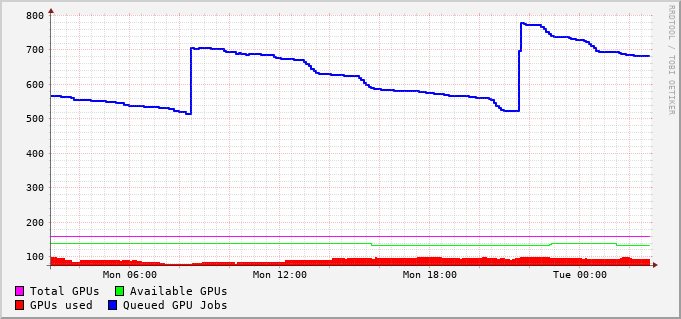 800
700
600
500
400
300
200
100
Mon 06:00 Mon 12:00 Mon 18:00 Tue 00:00
Total GPUs Available GPUs
GPUs used Queued GPU Jobs
RRDTOOL / TOBI OETIKER